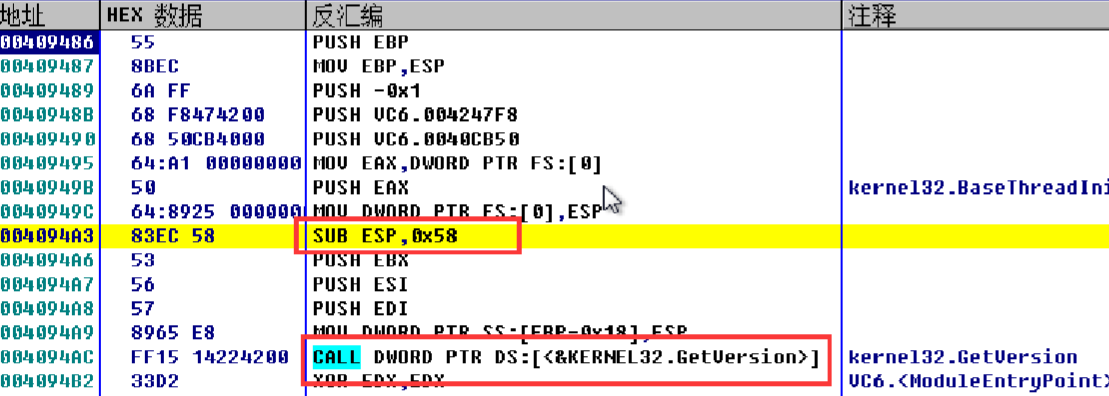 地址 HEX 数据 反汇编 注释
00409486 55 PUSH EBP
00409487 8BEC MOV EBP,ESP
00409489 6A FF PUSH -0x1
0040948B 68 F8474200 PUSH VC6.004247F8
00409490 68 50CB4000 PUSH VC6.0040CB50
00409495 64:A1 00000000 MOV EAX,DWORD PTR FS:[0]
0040949B 50 PUSH EAX kernel32.BaseThreadIni
0040949C 64:8925 000000 MOV DWORD PTR FS:[0],ESP
004094A3 83EC 58 SUB ESP,0x58
004094A6 53 PUSH EBX
004094A7 56 PUSH ESI
004094A8 57 PUSH EDI
004094A9 8965 E8 MOV DWORD PTR SS:[EBP-0x18],ESP
004094AC FF15 14224200 CALL DWORD PTR DS:[<&KERNEL32.GetVersion>] kernel32.GetVersion
004094B2 33D2 XOR EDX,EDX VC6.<ModuleEntryPoint>